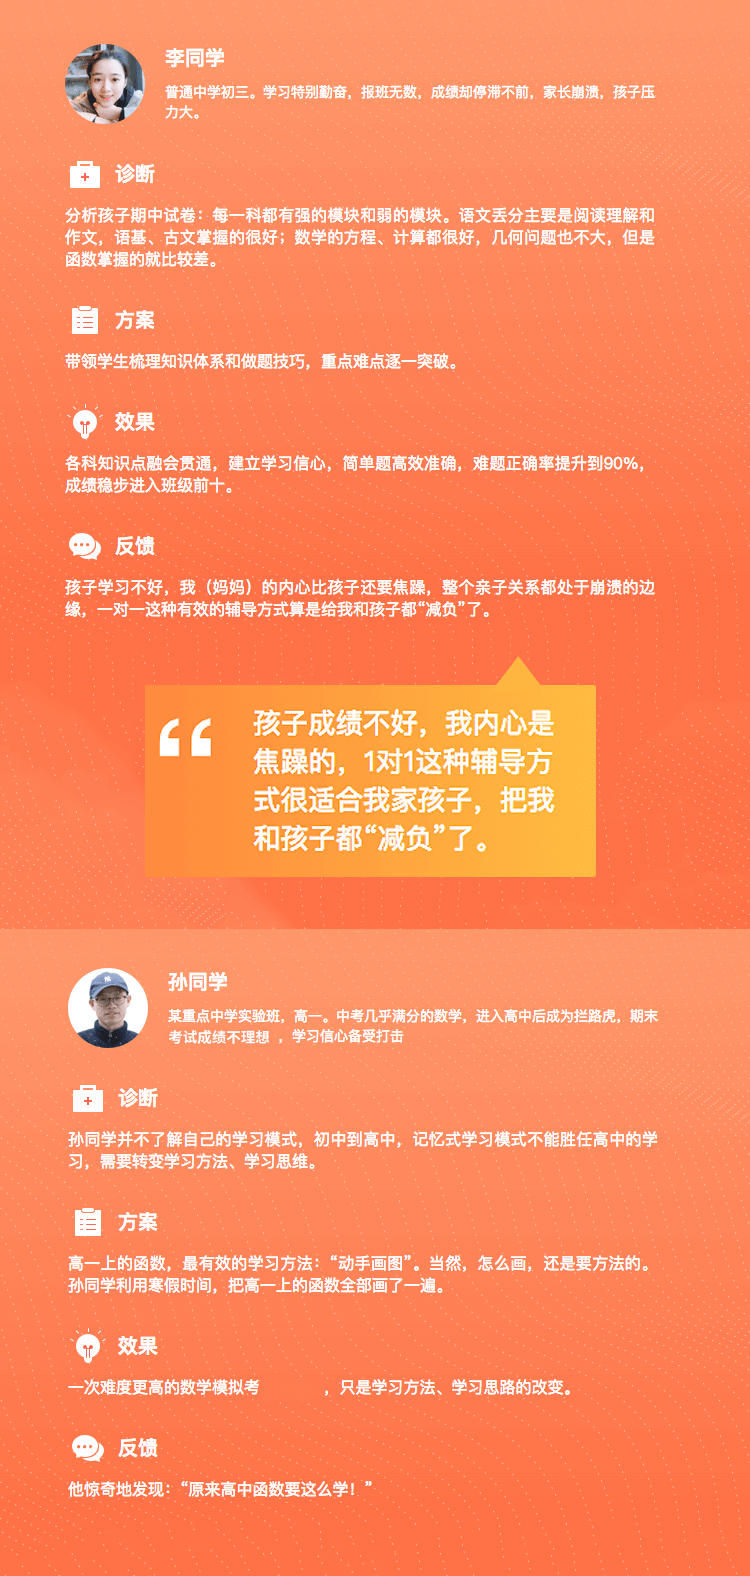 李同学
普通中学初三。学习特别勤奋，报班无数，成绩却停滞不前，家长崩溃，孩子压
力大。
诊断
分析孩子期中试卷：每一科都有强的模块和弱的模块。语文丢分主要是阅读理解和
作文，语基、古文掌握的很好；数学的方程、计算都很好，几何问题也不大，但是
函数掌握的就比较差。
方案
带领学生梳理知识体系和做题技巧，重点难点逐一突破。
效果
各科知识点融会贯通，建立学习信心，简单题高效准确，难题正确率提升到90%，
成绩稳步进入班级前十。
反馈
孩子学习不好，我（妈妈）的内心比孩子还要焦躁，整个亲子关系都处于崩溃的边
缘，一对一这种有效的辅导方式算是给我和孩子都“减负”了。
“
孩子成绩不好，我内心是
焦躁的，1对1这种辅导方
式很适合我家孩子，把我
和孩子都“减负”了。
孙同学
某重点中学实验班，高一。中考几乎满分的数学，进入高中后成为拦路虎，期末
考试成绩不理想 ，学习信心备受打击
诊断
孙同学并不了解自己的学习模式，初中到高中，记忆式学习模式不能胜任高中的学
习，需要转变学习方法、学习思维。
方案
高一上的函数，最有效的学习方法：“动手画图”。当然，怎么画，还是要方法的。
孙同学利用寒假时间，把高一上的函数全部画了一遍。
效果
一次难度更高的数学模拟考 ，只是学习方法、学习思路的改变。
反馈
他惊奇地发现：“原来高中函数要这么学！”